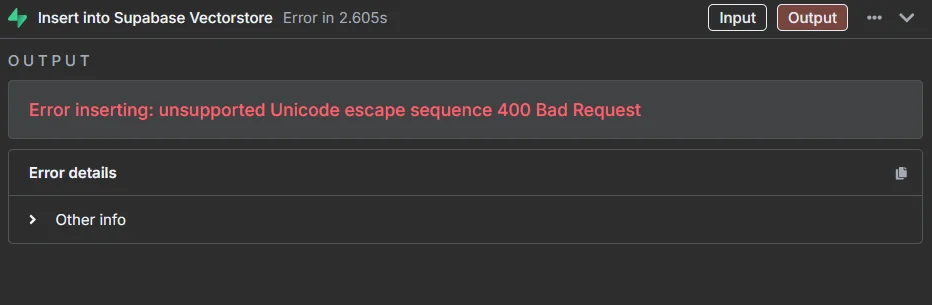 Insert into Supabase Vectorstore Error in 2.605s Input Output
OUTPUT
Error inserting: unsupported Unicode escape sequence 400 Bad Request
Error details
Other info